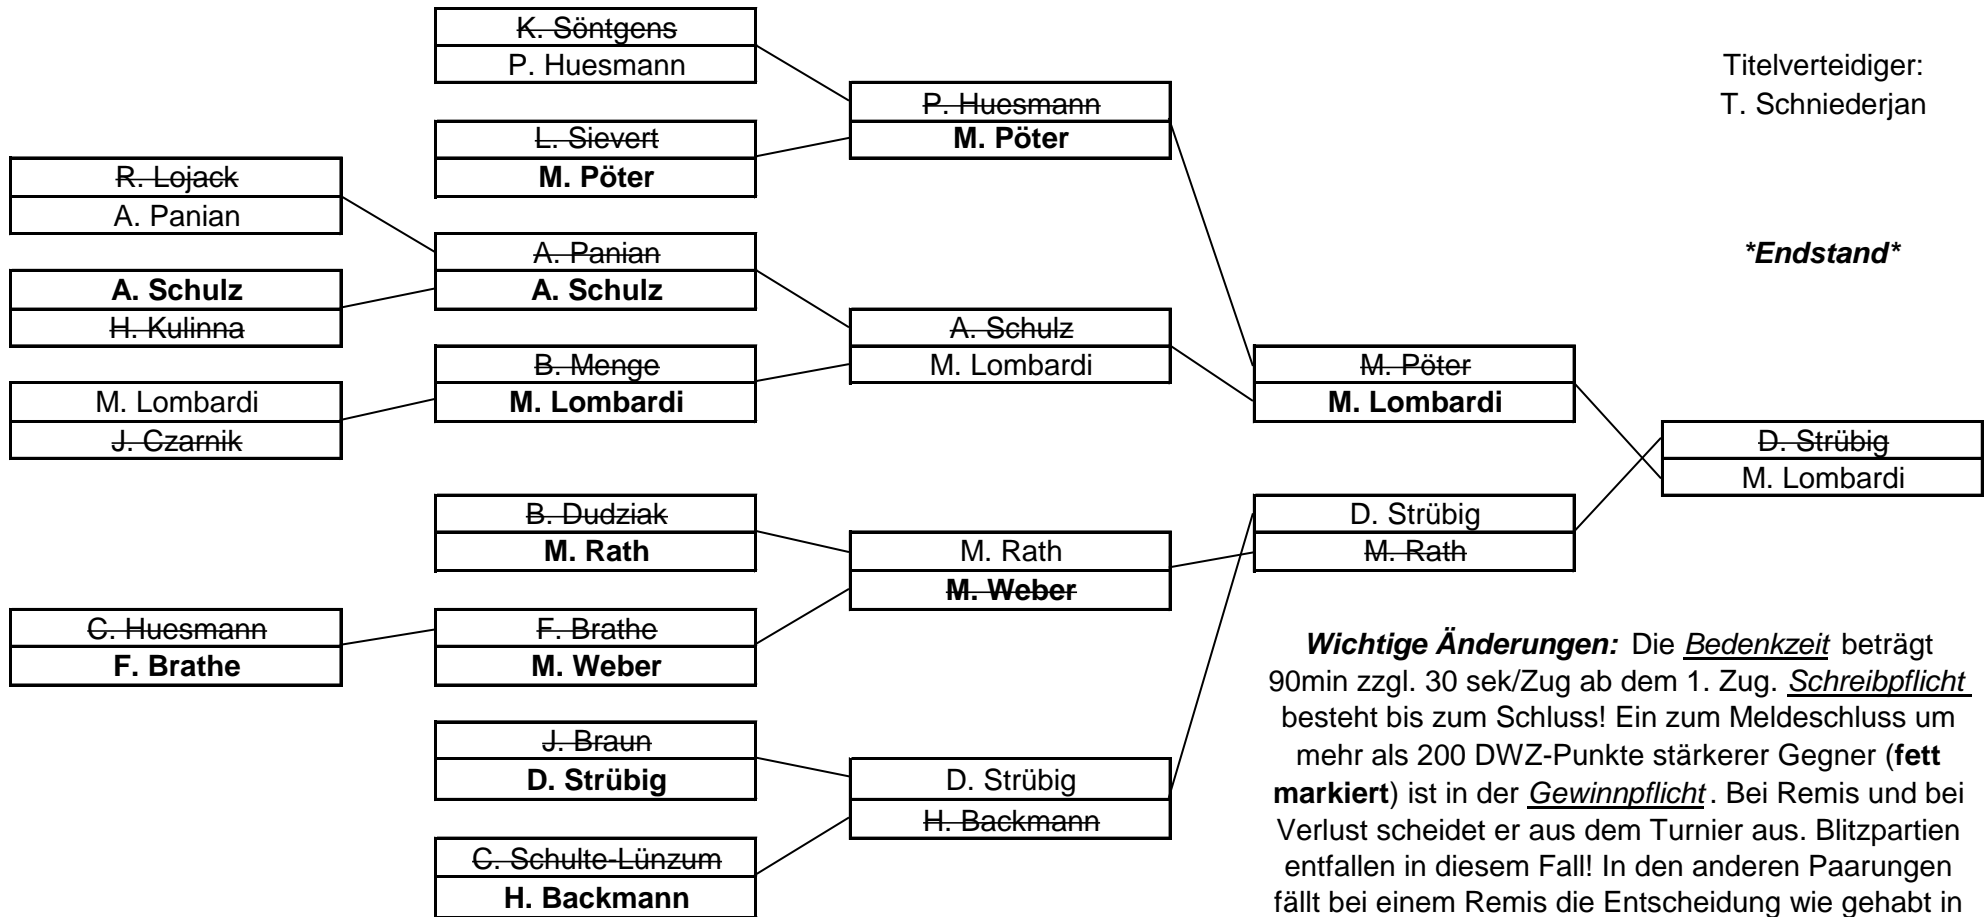 K. Söntgens
P. Huesmann
L. Sievert
M. Pöter
R. Lojack
A. Panian
A. Schulz
H. Kulinna
M. Lombardi
J. Czarnik
A. Panian
A. Schulz
B. Menge
M. Lombardi
B. Dudziak
M. Rath
C. Huesmann
F. Brathe
F. Brathe
M. Weber
J. Braun
D. Strübig
C. Schulte-Lünzum
H. Backmann
P. Huesmann
M. Pöter
A. Schulz
M. Lombardi
M. Rath
M. Weber
D. Strübig
H. Backmann
M. Pöter
M. Lombardi
D. Strübig
M. Rath
D. Strübig
M. Lombardi
Titelverteidiger:
T. Schniederjan
*Endstand*
Wichtige Änderungen: Die Bedenkzeit beträgt
90min zzgl. 30 sek/Zug ab dem 1. Zug. Schreibpflicht
besteht bis zum Schluss! Ein zum Meldeschluss um
mehr als 200 DWZ-Punkte stärkerer Gegner (fett
markiert) ist in der Gewinnpflicht. Bei Remis und bei
Verlust scheidet er aus dem Turnier aus. Blitzpartien
entfallen in diesem Fall! In den anderen Paarungen
fällt bei einem Remis die Entscheidung wie gehabt in